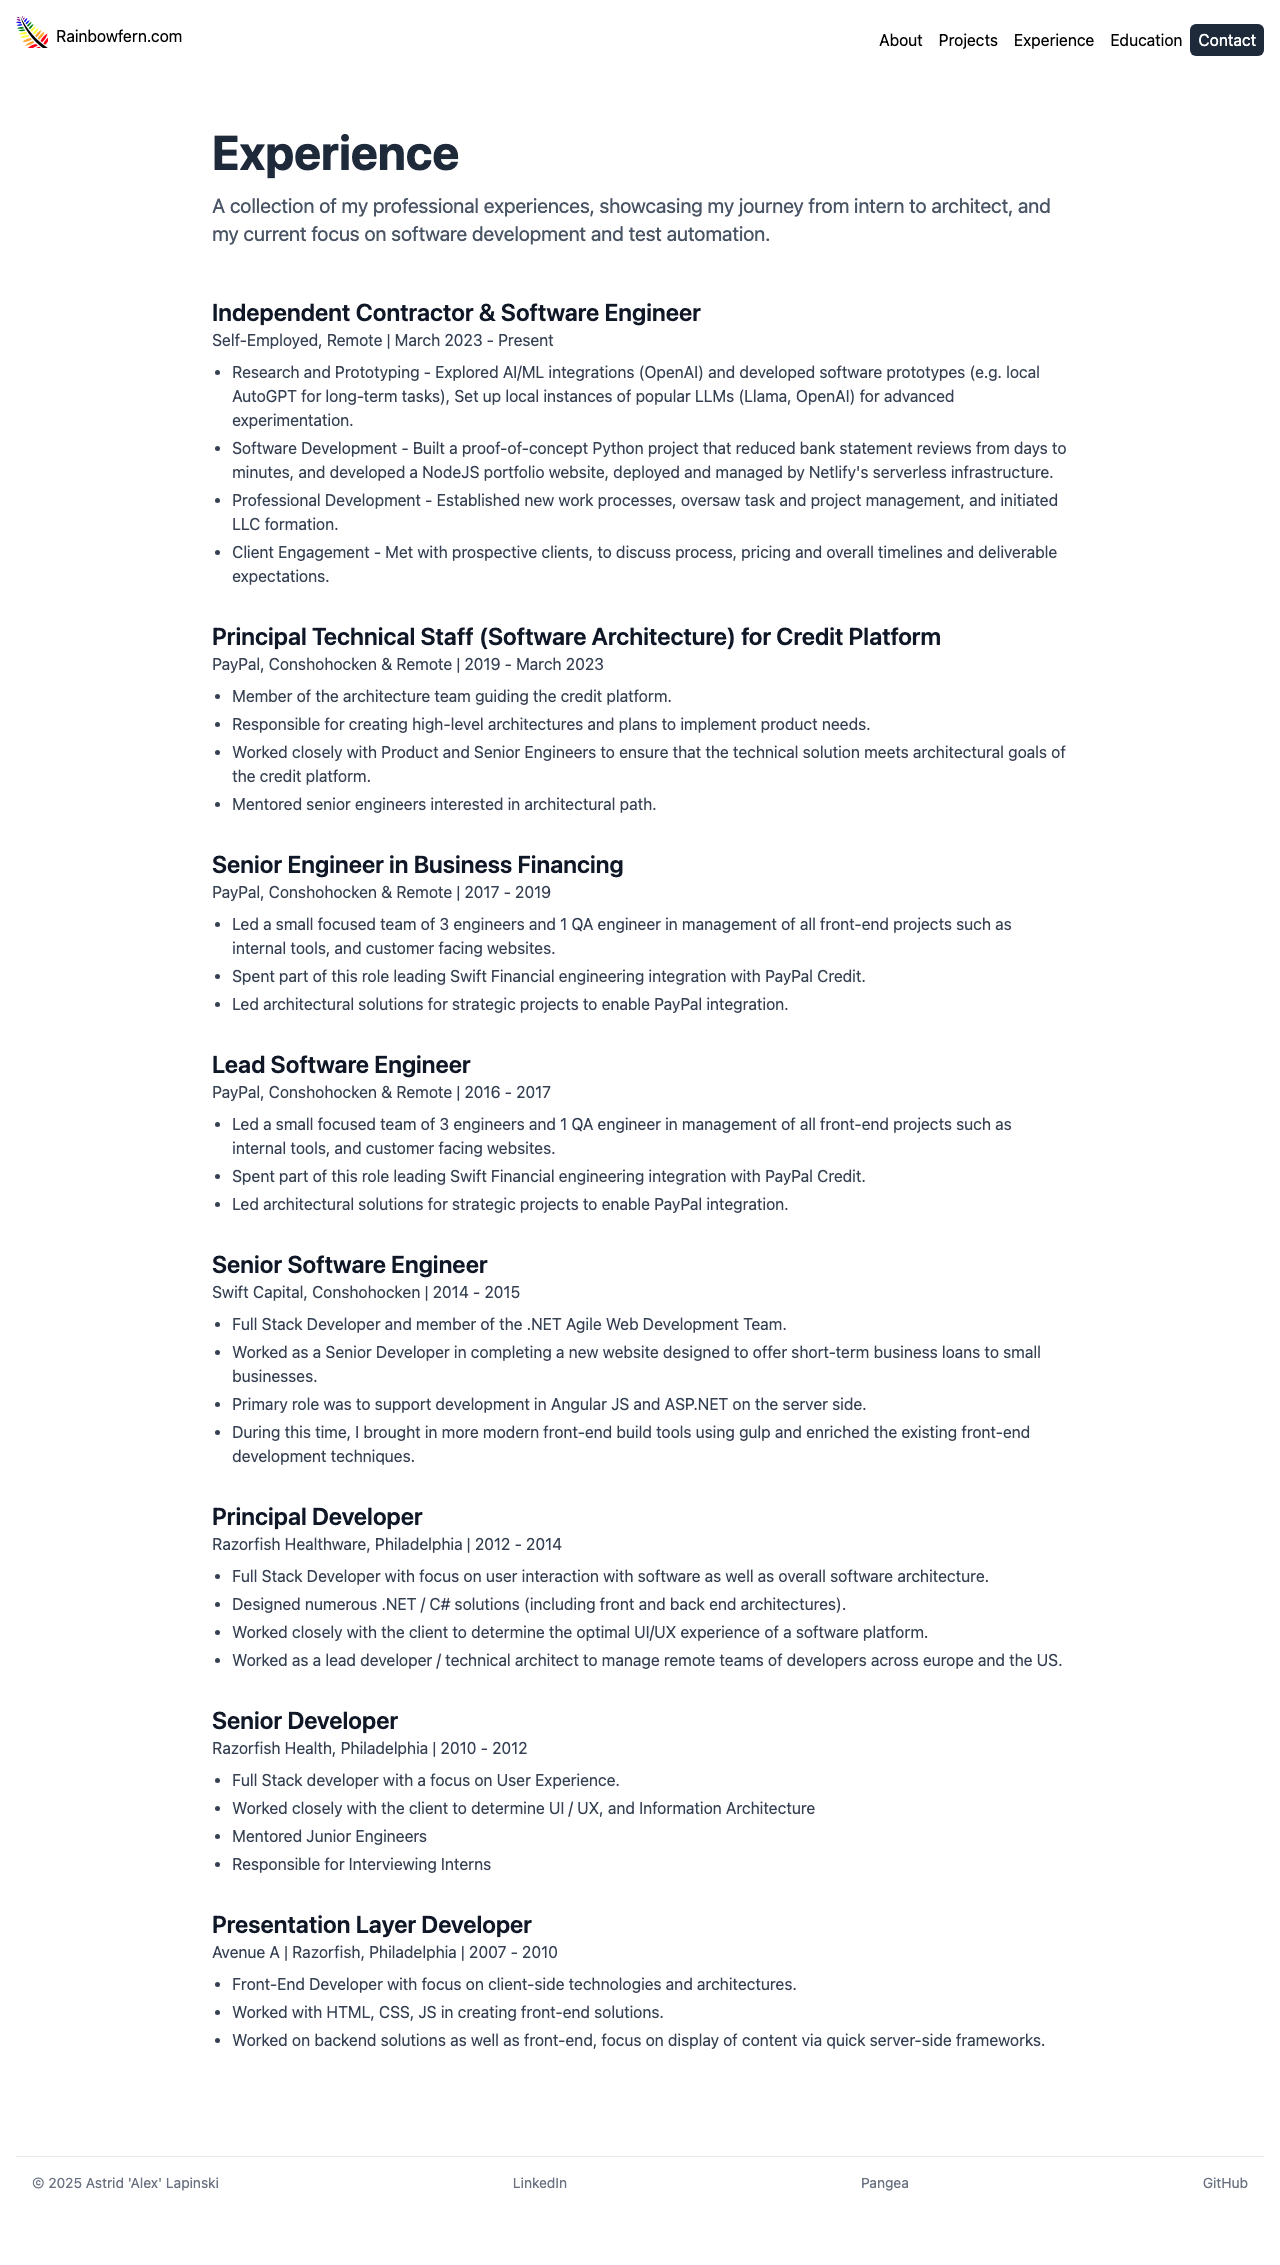 Rainbowfern.com
About Projects Experience Education Contact
Experience
A collection of my professional experiences, showcasing my journey from intern to architect, and
my current focus on software development and test automation.
Independent Contractor & Software Engineer
Self-Employed, Remote | March 2023 - Present
• Research and Prototyping - Explored AI/ML integrations (OpenAI) and developed software prototypes (e.g. local
AutoGPT for long-term tasks), Set up local instances of popular LLMs (Llama, OpenAI) for advanced
experimentation.
• Software Development - Built a proof-of-concept Python project that reduced bank statement reviews from days to
minutes, and developed a NodeJS portfolio website, deployed and managed by Netlify's serverless infrastructure.
• Professional Development - Established new work processes, oversaw task and project management, and initiated
LLC formation.
• Client Engagement - Met with prospective clients, to discuss process, pricing and overall timelines and deliverable
expectations.
Principal Technical Staff (Software Architecture) for Credit Platform
PayPal, Conshohocken & Remote | 2019 - March 2023
• Member of the architecture team guiding the credit platform.
• Responsible for creating high-level architectures and plans to implement product needs.
• Worked closely with Product and Senior Engineers to ensure that the technical solution meets architectural goals of
the credit platform.
• Mentored senior engineers interested in architectural path.
Senior Engineer in Business Financing
PayPal, Conshohocken & Remote | 2017 - 2019
• Led a small focused team of 3 engineers and 1 QA engineer in management of all front-end projects such as
internal tools, and customer facing websites.
• Spent part of this role leading Swift Financial engineering integration with PayPal Credit.
• Led architectural solutions for strategic projects to enable PayPal integration.
Lead Software Engineer
PayPal, Conshohocken & Remote | 2016 - 2017
• Led a small focused team of 3 engineers and 1 QA engineer in management of all front-end projects such as
internal tools, and customer facing websites.
• Spent part of this role leading Swift Financial engineering integration with PayPal Credit.
• Led architectural solutions for strategic projects to enable PayPal integration.
Senior Software Engineer
Swift Capital, Conshohocken | 2014 - 2015
• Full Stack Developer and member of the .NET Agile Web Development Team.
• Worked as a Senior Developer in completing a new website designed to offer short-term business loans to small
businesses.
• Primary role was to support development in Angular JS and ASP.NET on the server side.
• During this time, I brought in more modern front-end build tools using gulp and enriched the existing front-end
development techniques.
Principal Developer
Razorfish Healthware, Philadelphia | 2012 - 2014
• Full Stack Developer with focus on user interaction with software as well as overall software architecture.
• Designed numerous .NET / C# solutions (including front and back end architectures).
• Worked closely with the client to determine the optimal UI/UX experience of a software platform.
• Worked as a lead developer / technical architect to manage remote teams of developers across europe and the US.
Senior Developer
Razorfish Health, Philadelphia | 2010 - 2012
• Full Stack developer with a focus on User Experience.
• Worked closely with the client to determine UI / UX, and Information Architecture
• Mentored Junior Engineers
• Responsible for Interviewing Interns
Presentation Layer Developer
Avenue A | Razorfish, Philadelphia | 2007 - 2010
• Front-End Developer with focus on client-side technologies and architectures.
• Worked with HTML, CSS, JS in creating front-end solutions.
• Worked on backend solutions as well as front-end, focus on display of content via quick server-side frameworks.
© 2025 Astrid 'Alex' Lapinski LinkedIn Pangea GitHub